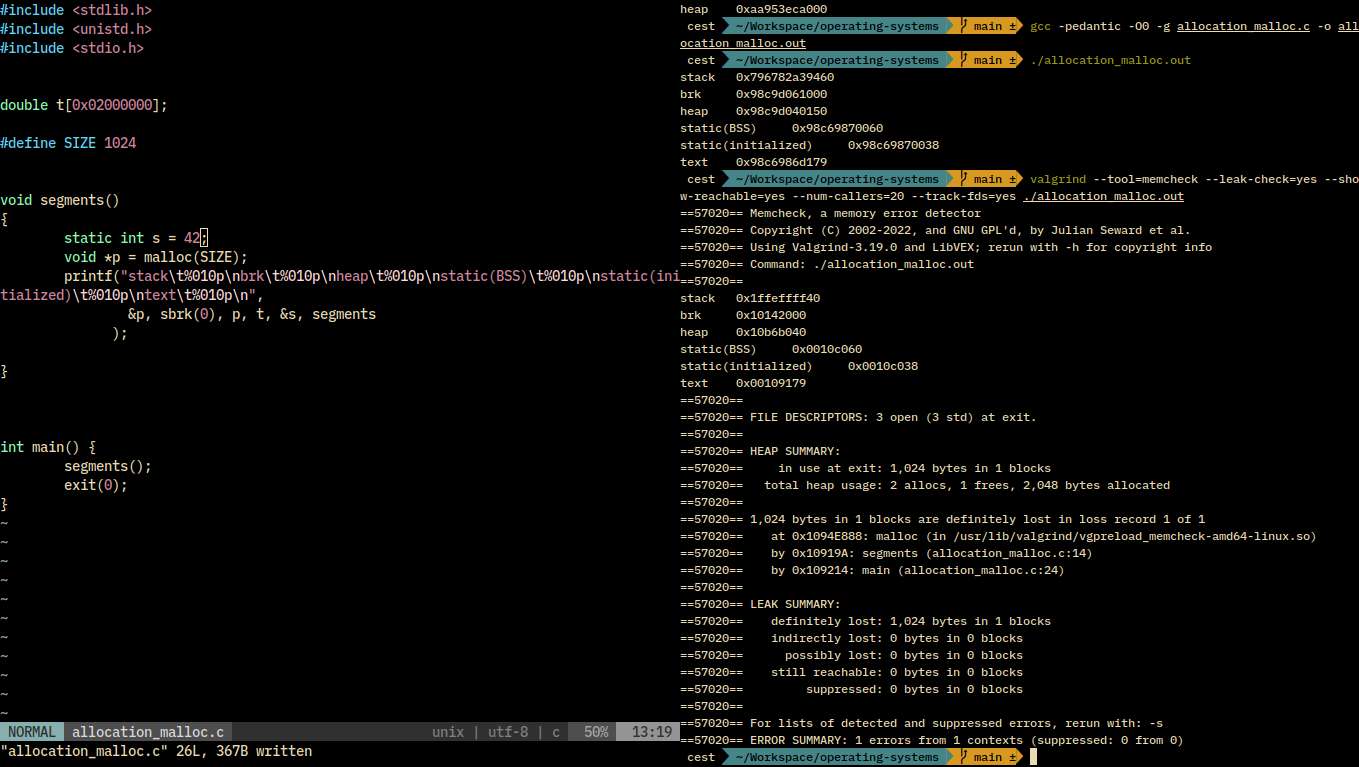 #include <stdlib.h>
#include <unistd.h>
#include <stdio.h>
double t[0x02000000];
#define SIZE 1024
void segments()
{
static int s = 42;
void *p = malloc(SIZE);
printf("stack\t%010p\nbrk\t%010p\nheap\t%010p\nstatic(BSS)\t%010p\nstatic(ini
tialized)\t%010p\ntext\t%010p\n",
&p, sbrk(0), p, t, &s, segments
);
}
int main() {
segments();
exit(0);
}
~
~
~
~
~
~
~
~
~
~
~
NORMAL allocation_malloc.c unix | utf-8 | c 50% 13:19
"allocation_malloc.c" 26L, 367B written
heap 0xaa953eca000
cest ~/Workspace/operating-systems main ± gcc -pedantic -O0 -g allocation_malloc.c -o all
ocation_malloc.out
cest ~/Workspace/operating-systems main ± ./allocation_malloc.out
stack 0x796782a39460
brk 0x98c9d061000
heap 0x98c9d040150
static(BSS) 0x98c69870060
static(initialized) 0x98c69870038
text 0x98c6986d179
cest ~/Workspace/operating-systems main ± valgrind --tool=memcheck --leak-check=yes --sho
w-reachable=yes --num-callers=20 --track-fds=yes ./allocation_malloc.out
==57020== Memcheck, a memory error detector
==57020== Copyright (C) 2002-2022, and GNU GPL'd, by Julian Seward et al.
==57020== Using Valgrind-3.19.0 and LibVEX; rerun with -h for copyright info
==57020== Command: ./allocation_malloc.out
==57020==
stack 0x1ffeffff40
brk 0x10142000
heap 0x10b6b040
static(BSS) 0x0010c060
static(initialized) 0x0010c038
text 0x00109179
==57020==
==57020== FILE DESCRIPTORS: 3 open (3 std) at exit.
==57020==
==57020== HEAP SUMMARY:
==57020== in use at exit: 1,024 bytes in 1 blocks
==57020== total heap usage: 2 allocs, 1 frees, 2,048 bytes allocated
==57020==
==57020== 1,024 bytes in 1 blocks are definitely lost in loss record 1 of 1
==57020== at 0x1094E888: malloc (in /usr/lib/valgrind/vgpreload_memcheck-amd64-linux.so)
==57020== by 0x10919A: segments (allocation_malloc.c:14)
==57020== by 0x109214: main (allocation_malloc.c:24)
==57020==
==57020== LEAK SUMMARY:
==57020== definitely lost: 1,024 bytes in 1 blocks
==57020== indirectly lost: 0 bytes in 0 blocks
==57020== possibly lost: 0 bytes in 0 blocks
==57020== still reachable: 0 bytes in 0 blocks
==57020== suppressed: 0 bytes in 0 blocks
==57020==
==57020== For lists of detected and suppressed errors, rerun with: -s
==57020== ERROR SUMMARY: 1 errors from 1 contexts (suppressed: 0 from 0)
cest ~/Workspace/operating-systems main ±